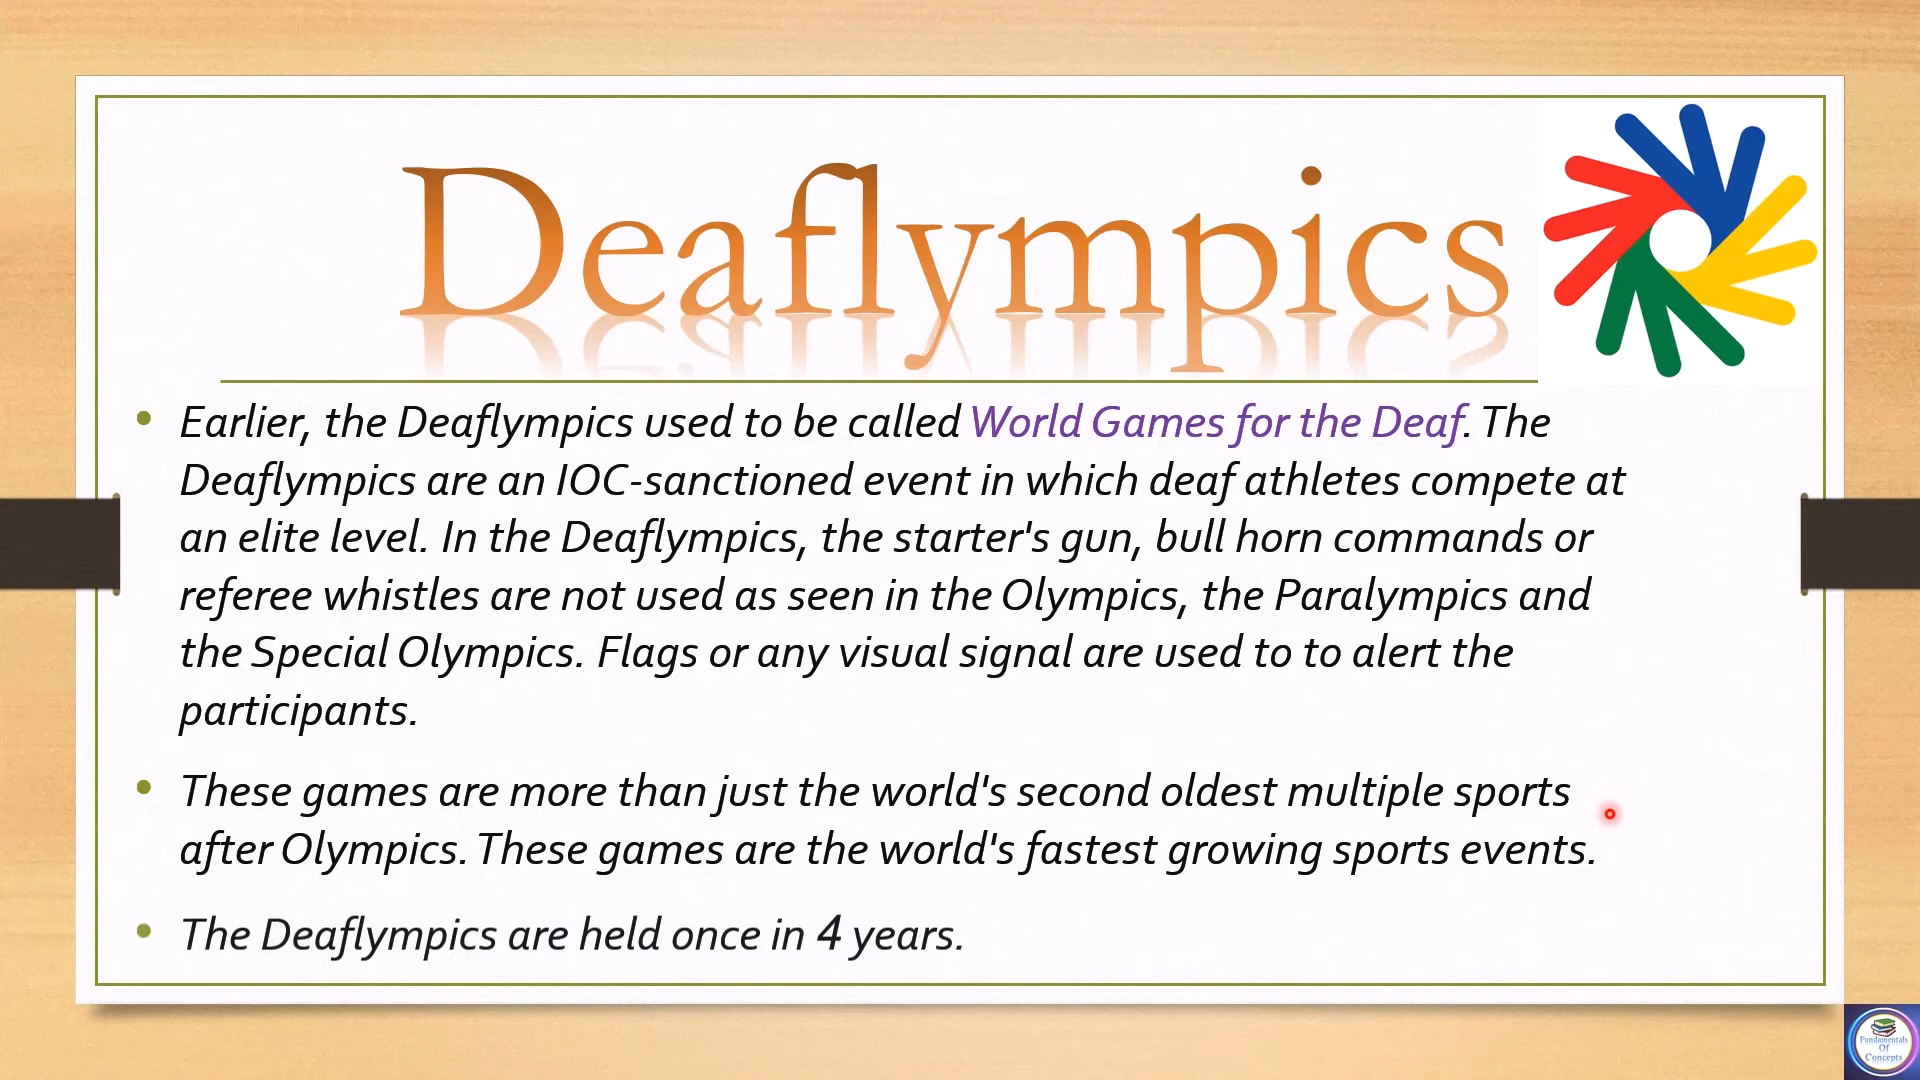 Deaflympics
• Earlier, the Deaflympics used to be called World Games for the Deaf. The
Deaflympics are an IOC-sanctioned event in which deaf athletes compete at
an elite level. In the Deaflympics, the starter's gun, bull horn commands or
referee whistles are not used as seen in the Olympics, the Paralympics and
the Special Olympics. Flags or any visual signal are used to to alert the
participants.
• These games are more than just the world's second oldest multiple sports
after Olympics. These games are the world's fastest growing sports events.
• The Deaflympics are held once in 4 years.
Fundamentals
Of
Concepts